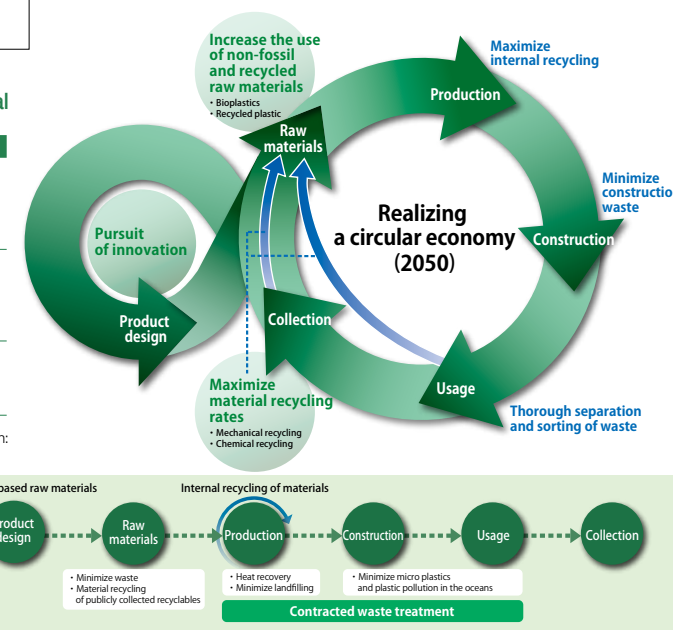 al
Increase the use
of non-fossil
and recycled
raw materials
・Bioplastics
・Recycled plastic
Maximize
internal recycling
Production
Raw
materials
Minimize
constructio
waste
Realizing
a circular economy
(2050)
Construction
Pursuit
of innovation
Product
design
Collection
Usage
Maximize
material recycling
rates
・Mechanical recycling
・Chemical recycling
Thorough separation
and sorting of waste
n:
based raw materials
Internal recycling of materials
roduct
design
Raw
materials
Production
Construction
Usage
Collection
・Minimize waste
・Material recycling
of publicly collected recyclables
・Heat recovery
・Minimize landfilling
・Minimize micro plastics
and plastic pollution in the oceans
Contracted waste treatment